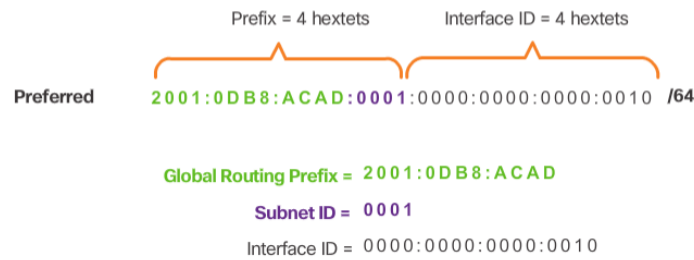 Prefix = 4 hextets Interface ID = 4 hextets
Preferred 2001:0DB8:ACAD:0001:0000:0000:0000:0010 /64
Global Routing Prefix = 2001:0DB8:ACAD
Subnet ID = 0001
Interface ID = 0000:0000:0000:0010